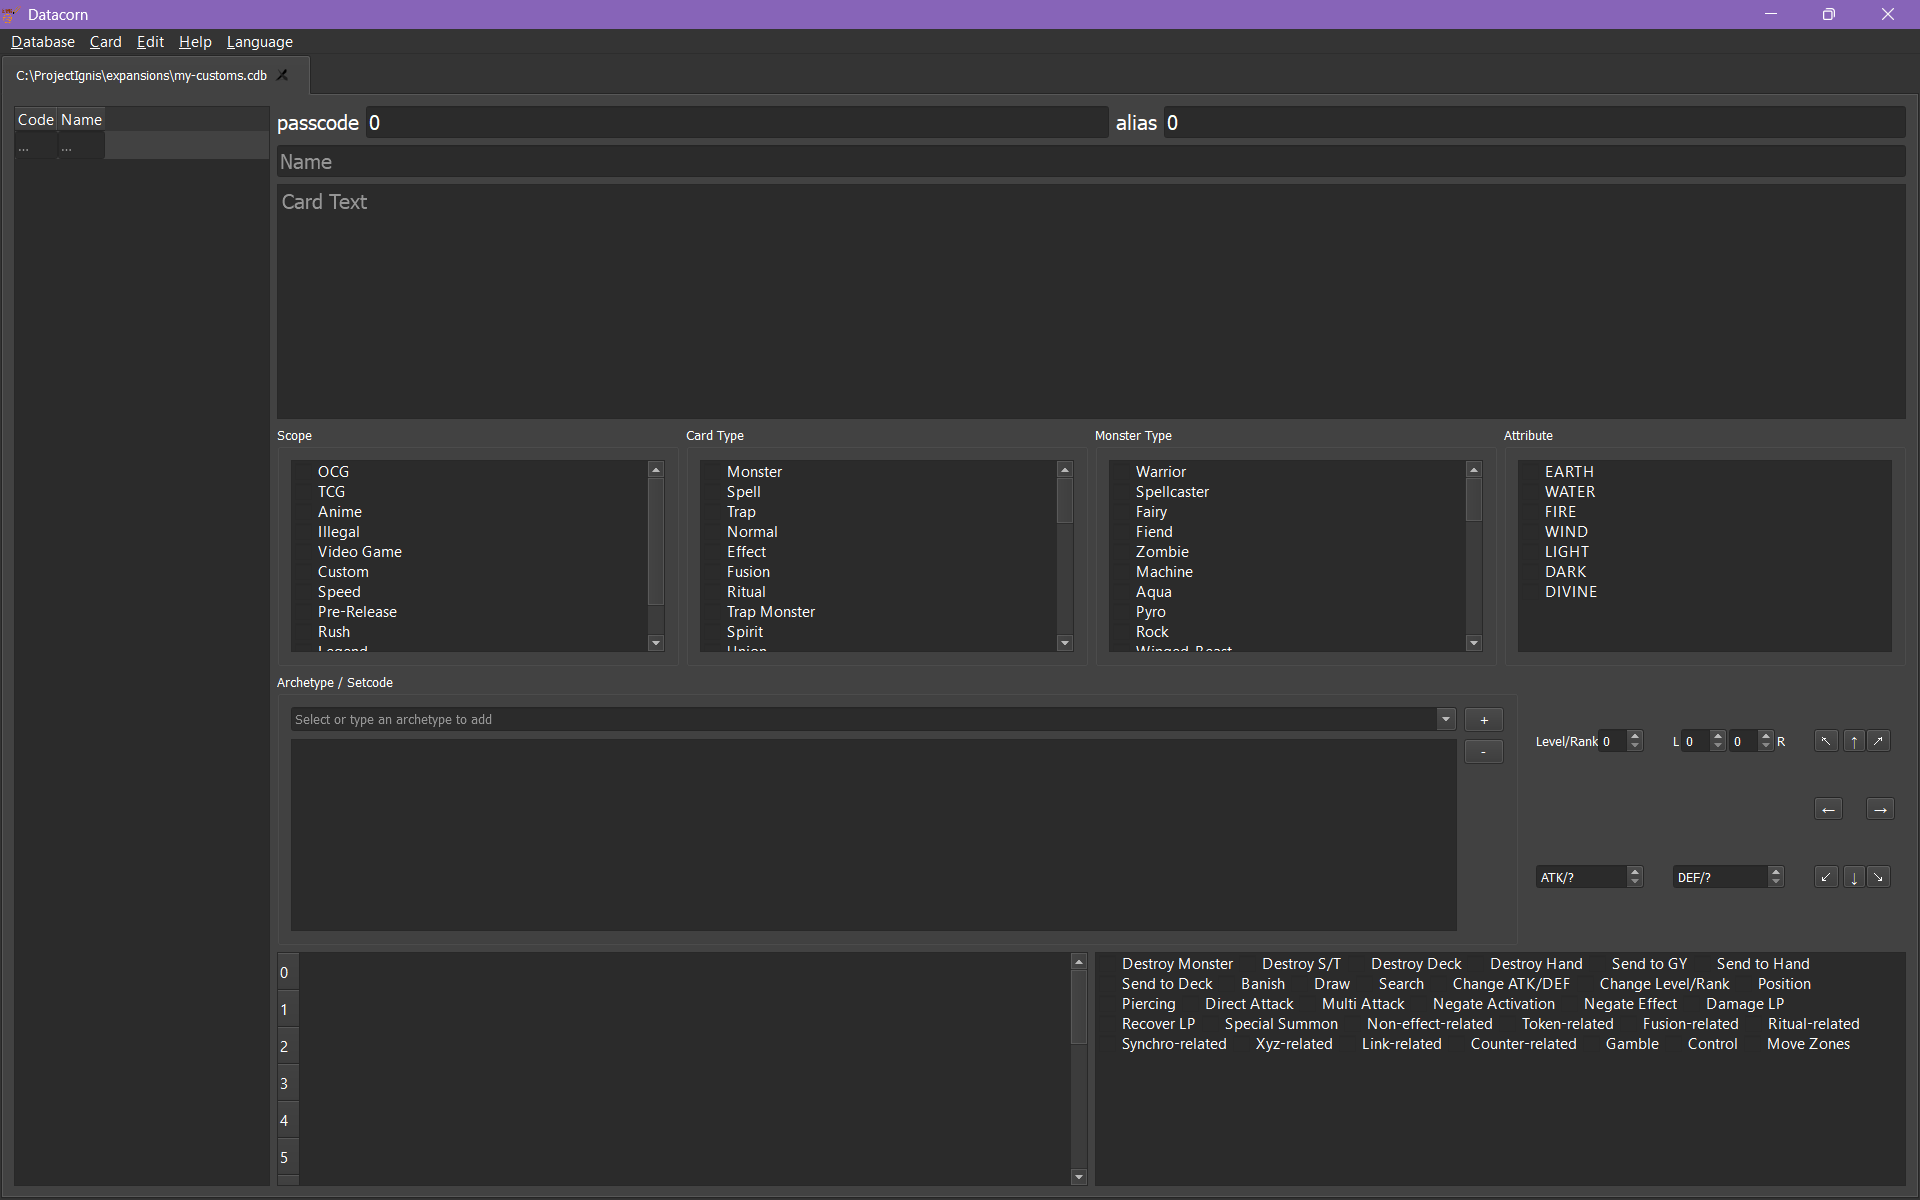 Datacorn
Database Card Edit Help Language
C:\ProjectIgnis\expansions\my-customs.cdb
Code Name
... ...
passcode 0 alias 0
Name
Card Text
Scope
OCG
TCG
Anime
Illegal
Video Game
Custom
Speed
Pre-Release
Rush
Legend
Card Type
Monster
Spell
Trap
Normal
Effect
Fusion
Ritual
Trap Monster
Spirit
Union
Monster Type
Warrior
Spellcaster
Fairy
Fiend
Zombie
Machine
Aqua
Pyro
Rock
Winged-Beast
Attribute
EARTH
WATER
FIRE
WIND
LIGHT
DARK
DIVINE
Archetype / Setcode
Select or type an archetype to add
+
-
Level/Rank 0 L 0 0 R ↖ ↑ ↗
← →
ATK/? DEF/? ↙ ↓ ↘
0
1
2
3
4
5
Destroy Monster Destroy S/T Destroy Deck Destroy Hand Send to GY Send to Hand
Send to Deck Banish Draw Search Change ATK/DEF Change Level/Rank Position
Piercing Direct Attack Multi Attack Negate Activation Negate Effect Damage LP
Recover LP Special Summon Non-effect-related Token-related Fusion-related Ritual-related
Synchro-related Xyz-related Link-related Counter-related Gamble Control Move Zones